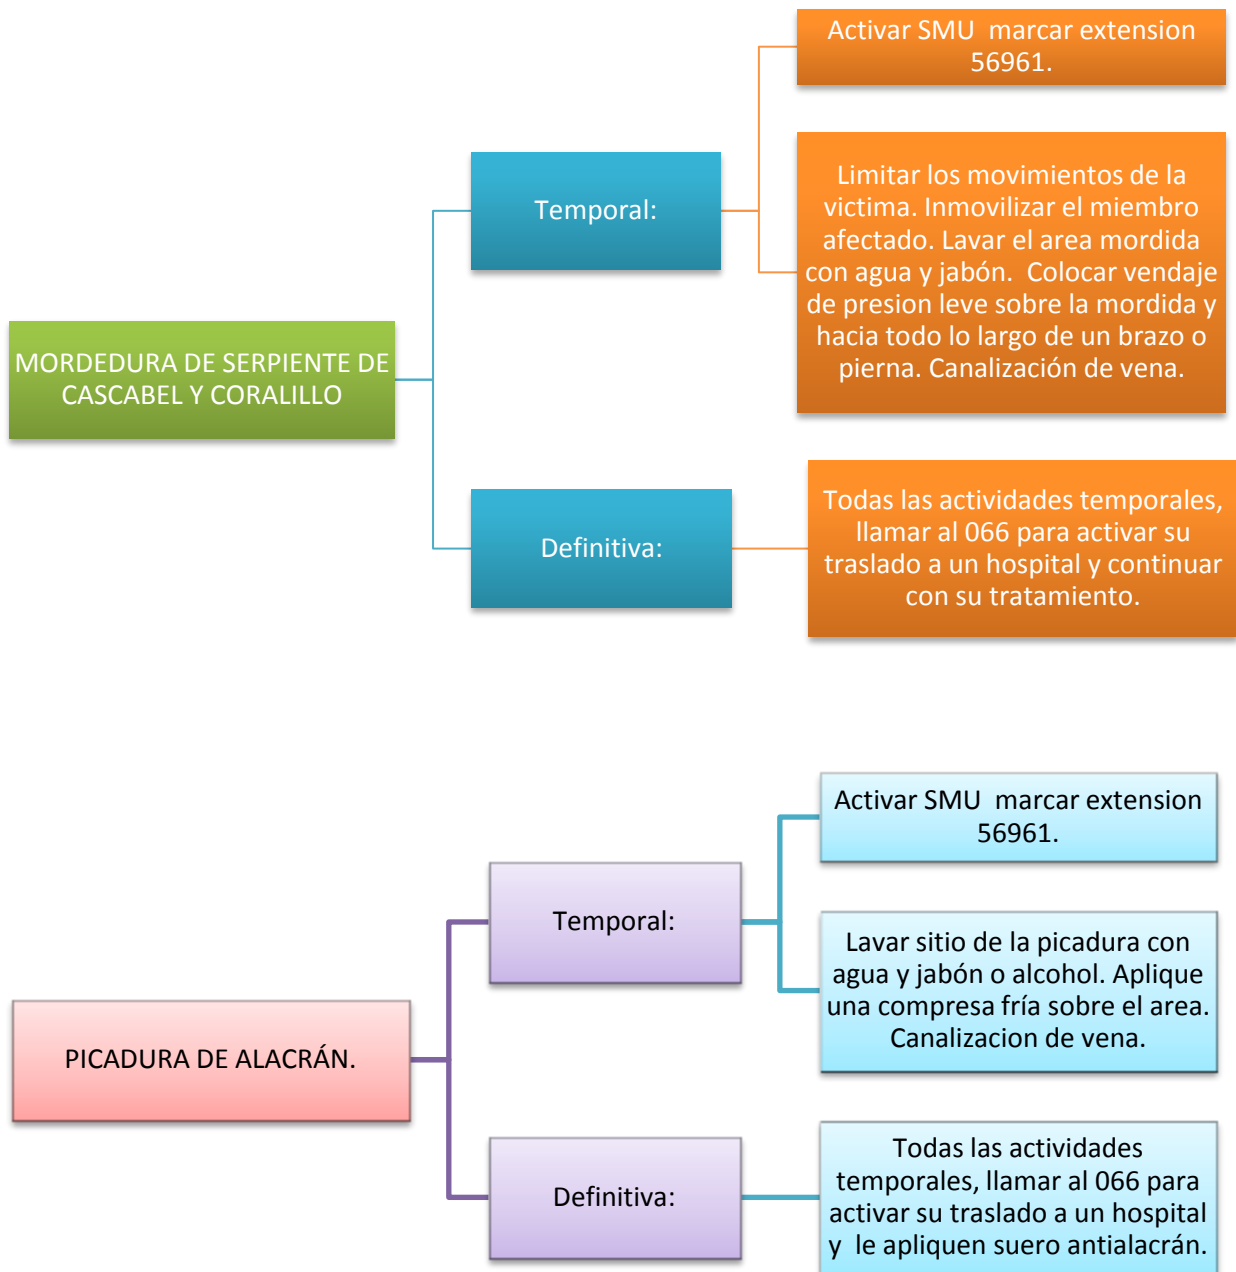 MORDEDURA DE SERPIENTE DE
CASCABEL Y CORALILLO
Temporal:
Activar SMU  marcar extension
56961.
Limitar los movimientos de la
victima. Inmovilizar el miembro
afectado. Lavar el area mordida
con agua y jabón.  Colocar vendaje
de presion leve sobre la mordida y
hacia todo lo largo de un brazo o
pierna. Canalización de vena.
Definitiva:
Todas las actividades temporales,
llamar al 066 para activar su
traslado a un hospital y continuar
con su tratamiento.
PICADURA DE ALACRÁN.
Temporal:
Activar SMU  marcar extension
56961.
Lavar sitio de la picadura con
agua y jabón o alcohol. Aplique
una compresa fría sobre el area.
Canalizacion de vena.
Definitiva:
Todas las actividades
temporales, llamar al 066 para
activar su traslado a un hospital
y  le apliquen suero antialacrán.